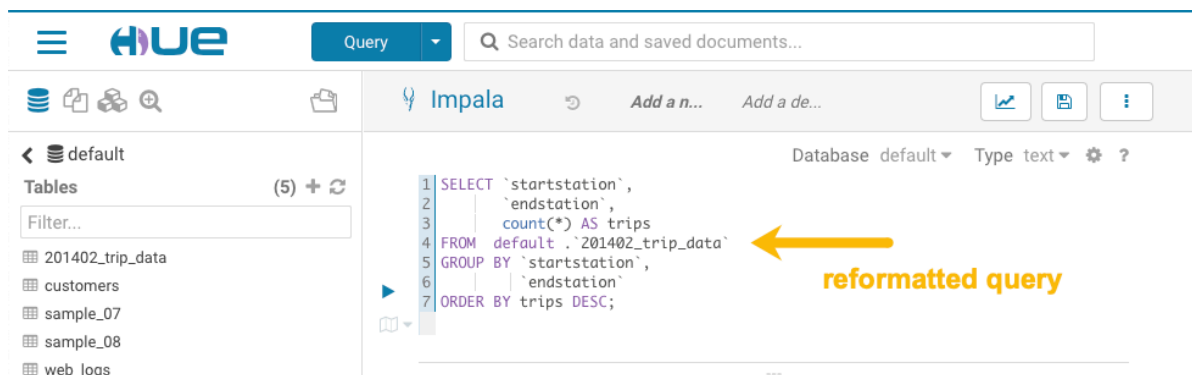 HUE
Query
Search data and saved documents...
Impala
Add a n...
Add a de...
default
Database default Type text ?
Tables (5)
Filter...
201402_trip_data
customers
sample_07
sample_08
web_logs
1 SELECT `startstation`,
2 `endstation`,
3 count(*) AS trips
4 FROM default .`201402_trip_data`
5 GROUP BY `startstation`,
6 `endstation`
7 ORDER BY trips DESC;
reformatted query